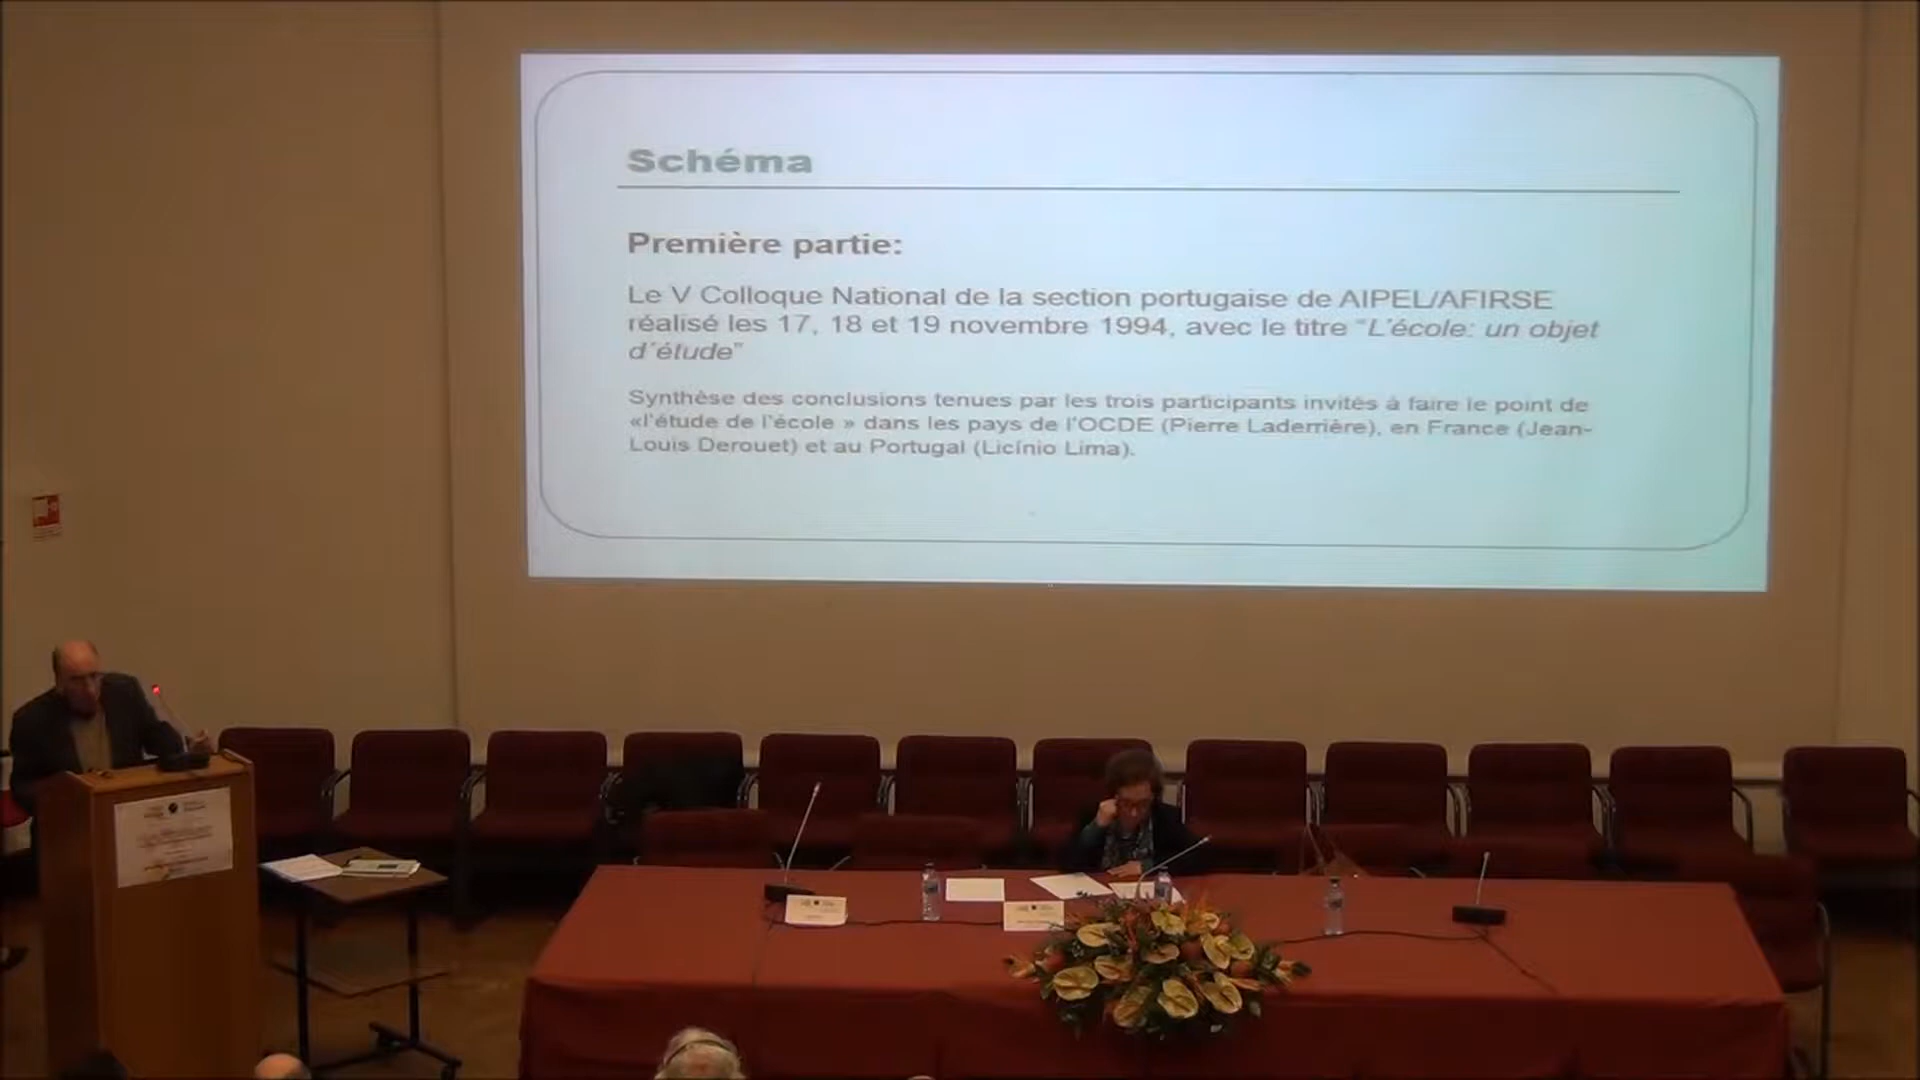 Schéma
Première partie:
Le V Colloque National de la section portugaise de AIPEL/AFIRSE
réalisé les 17, 18 et 19 novembre 1994, avec le titre "L'école: un objet
d´étude"
Synthèse des conclusions tenues par les trois participants invités à faire le point de
«l'étude de l'école » dans les pays de l'OCDE (Pierre Laderrière), en France (Jean-
Louis Derouet) et au Portugal (Licínio Lima).